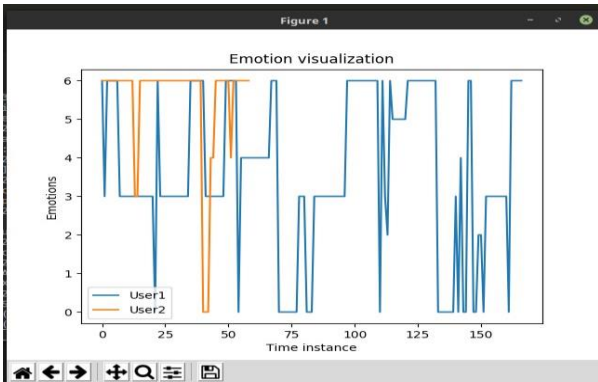 Figure 1
Emotion visualization
6
5
4
3
2
1
0
Emotions
User1
User2
0 25 50 75 100 125 150
Time instance